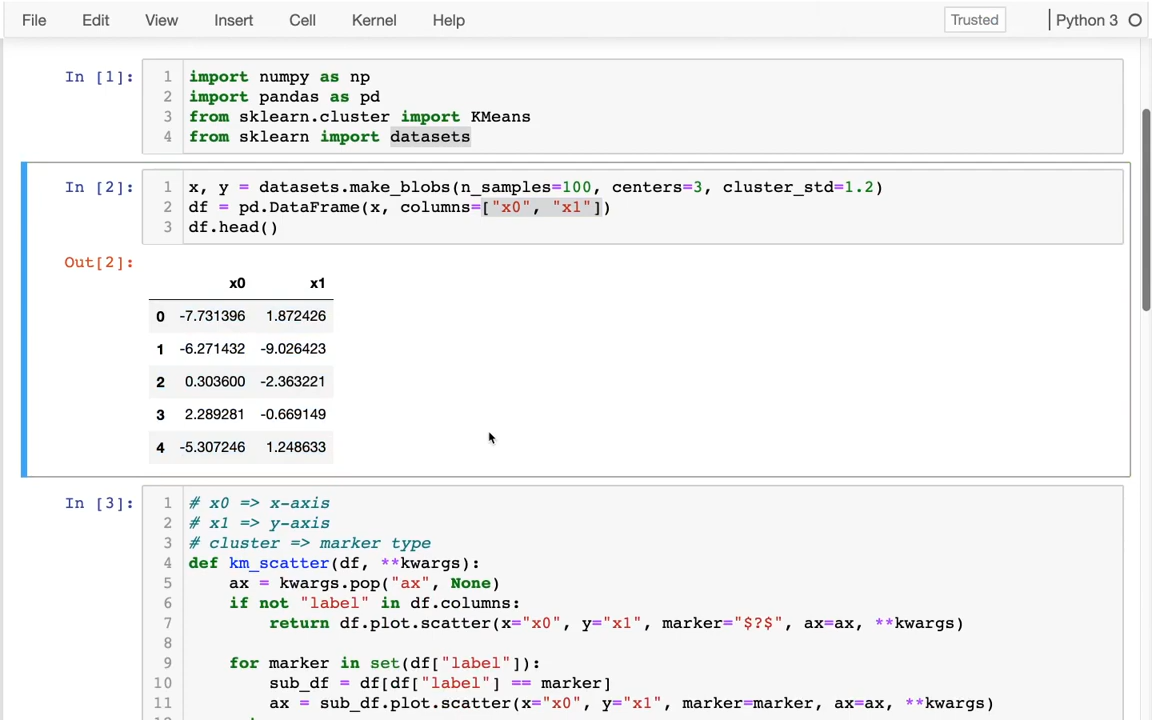 File Edit View Insert Cell Kernel Help Trusted Python 3
In [1]:
1 import numpy as np
2 import pandas as pd
3 from sklearn.cluster import KMeans
4 from sklearn import datasets
In [2]:
1 x, y = datasets.make_blobs(n_samples=100, centers=3, cluster_std=1.2)
2 df = pd.DataFrame(x, columns=["x0", "x1"])
3 df.head()
Out[2]:
x0 x1
0 -7.731396 1.872426
1 -6.271432 -9.026423
2 0.303600 -2.363221
3 2.289281 -0.669149
4 -5.307246 1.248633
In [3]:
1 # x0 => x-axis
2 # x1 => y-axis
3 # cluster => marker type
4 def km_scatter(df, **kwargs):
5     ax = kwargs.pop("ax", None)
6     if not "label" in df.columns:
7         return df.plot.scatter(x="x0", y="x1", marker="$?$", ax=ax, **kwargs)
8
9     for marker in set(df["label"]):
10         sub_df = df[df["label"] == marker]
11         ax = sub_df.plot.scatter(x="x0", y="x1", marker=marker, ax=ax, **kwargs)